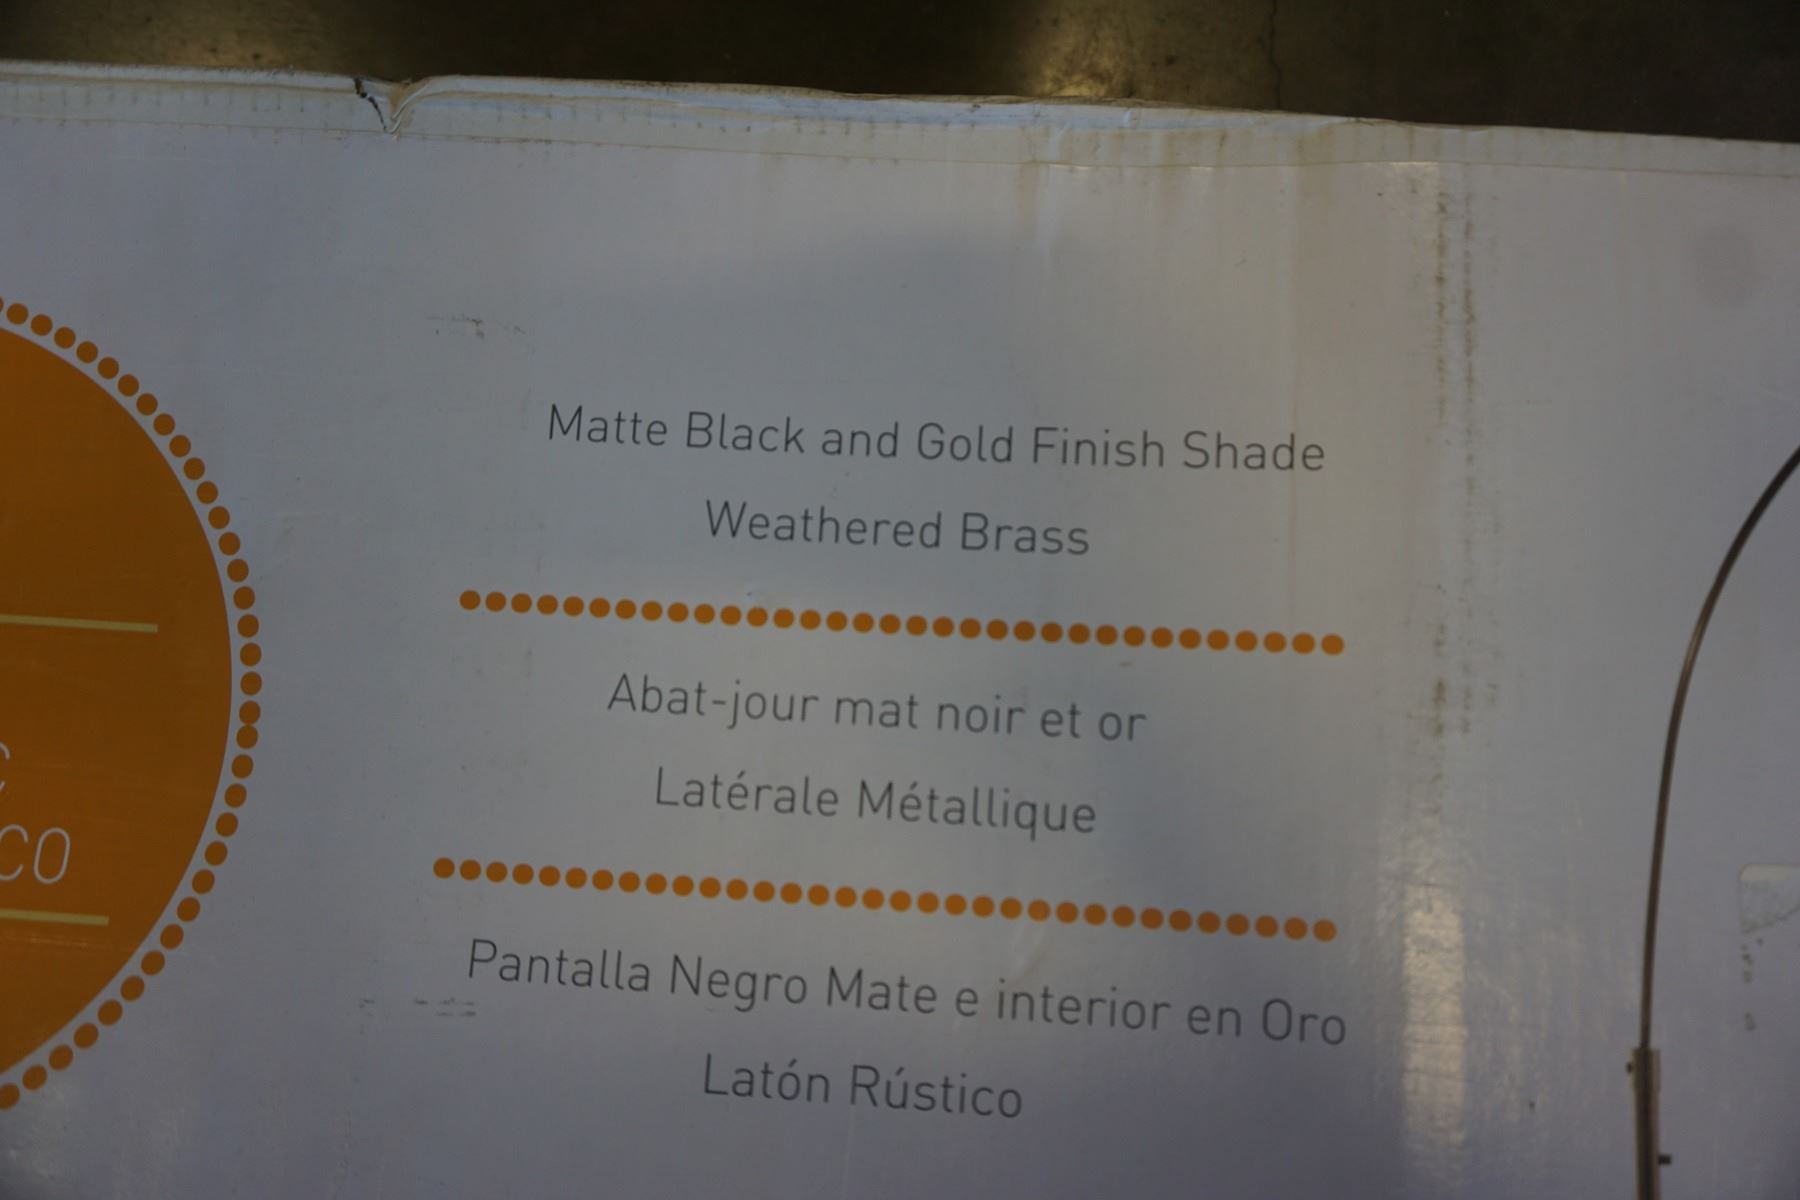 Matte Black and Gold Finish Shade
Weathered Brass
Abat-jour mat noir et or
Latérale Métallique
Pantalla Negro Mate e interior en Oro
Latón Rústico